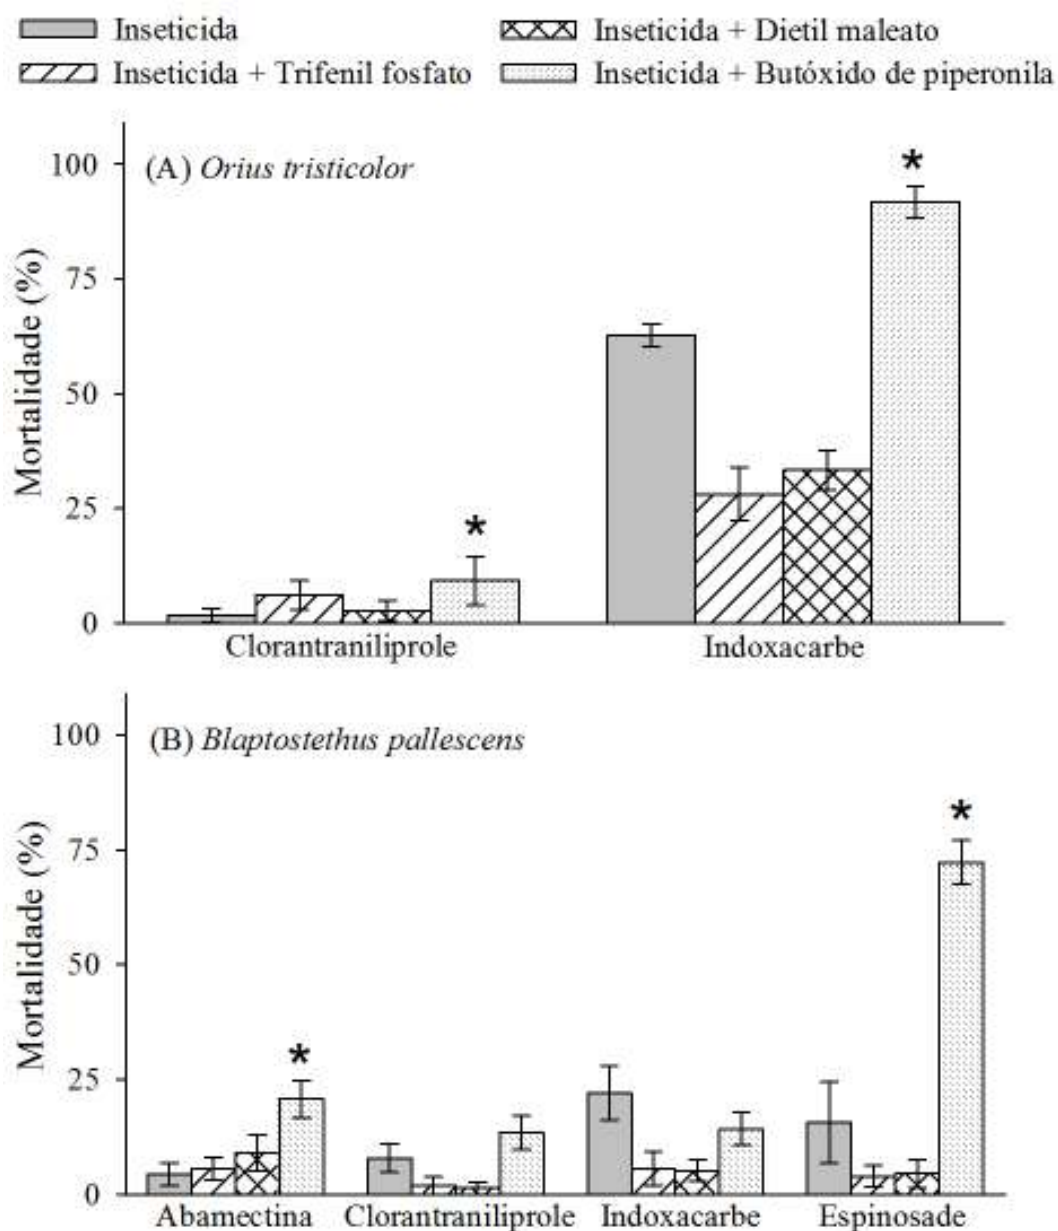 Inseticida
Inseticida + Dietil maleato
Inseticida + Trifenil fosfato
Inseticida + Butóxido de piperonila
(A) Orius tristicolor
Mortalidade (%)
100
75
50
25
0
*
*
Clorantraniliprole
Indoxacarbe
(B) Blaptostethus pallescens
Mortalidade (%)
100
75
50
25
0
*
*
Abamectina
Clorantraniliprole
Indoxacarbe
Espinosade